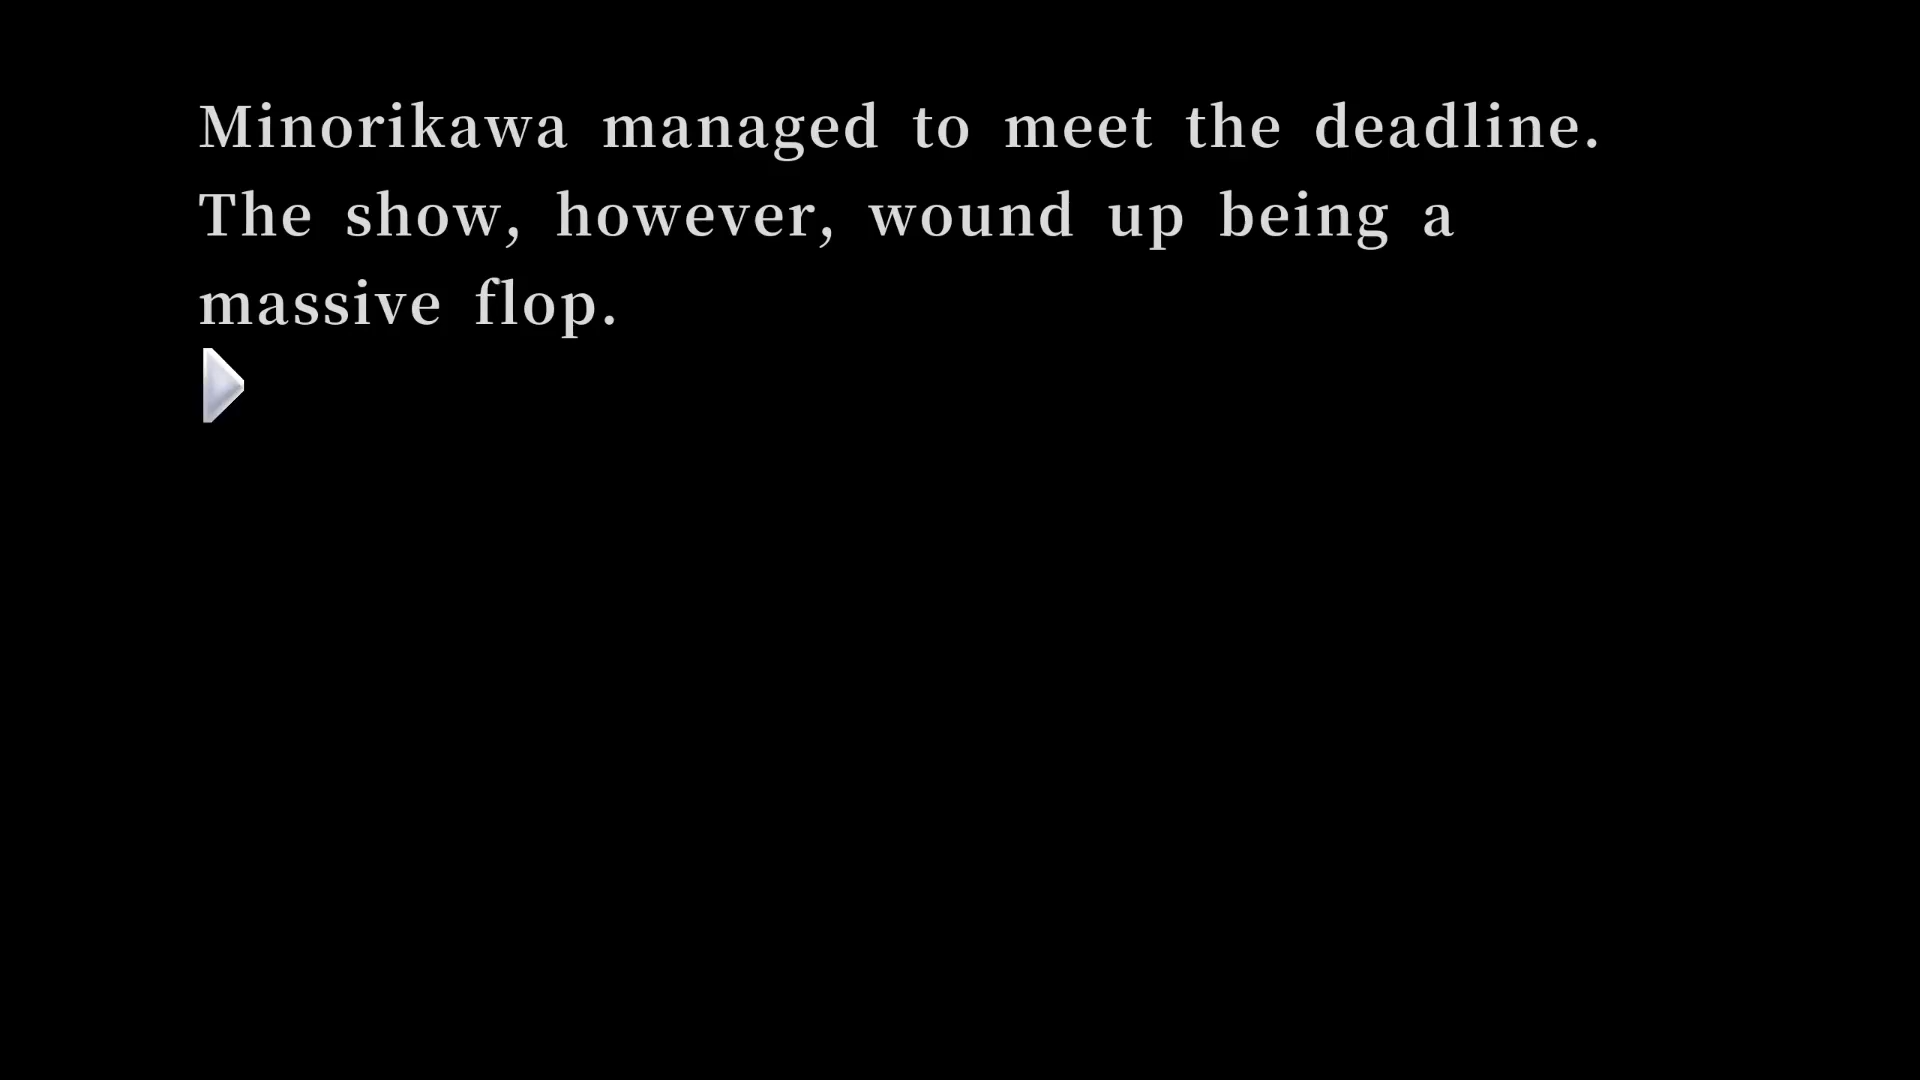 Minorikawa managed to meet the deadline.
The show, however, wound up being a
massive flop.